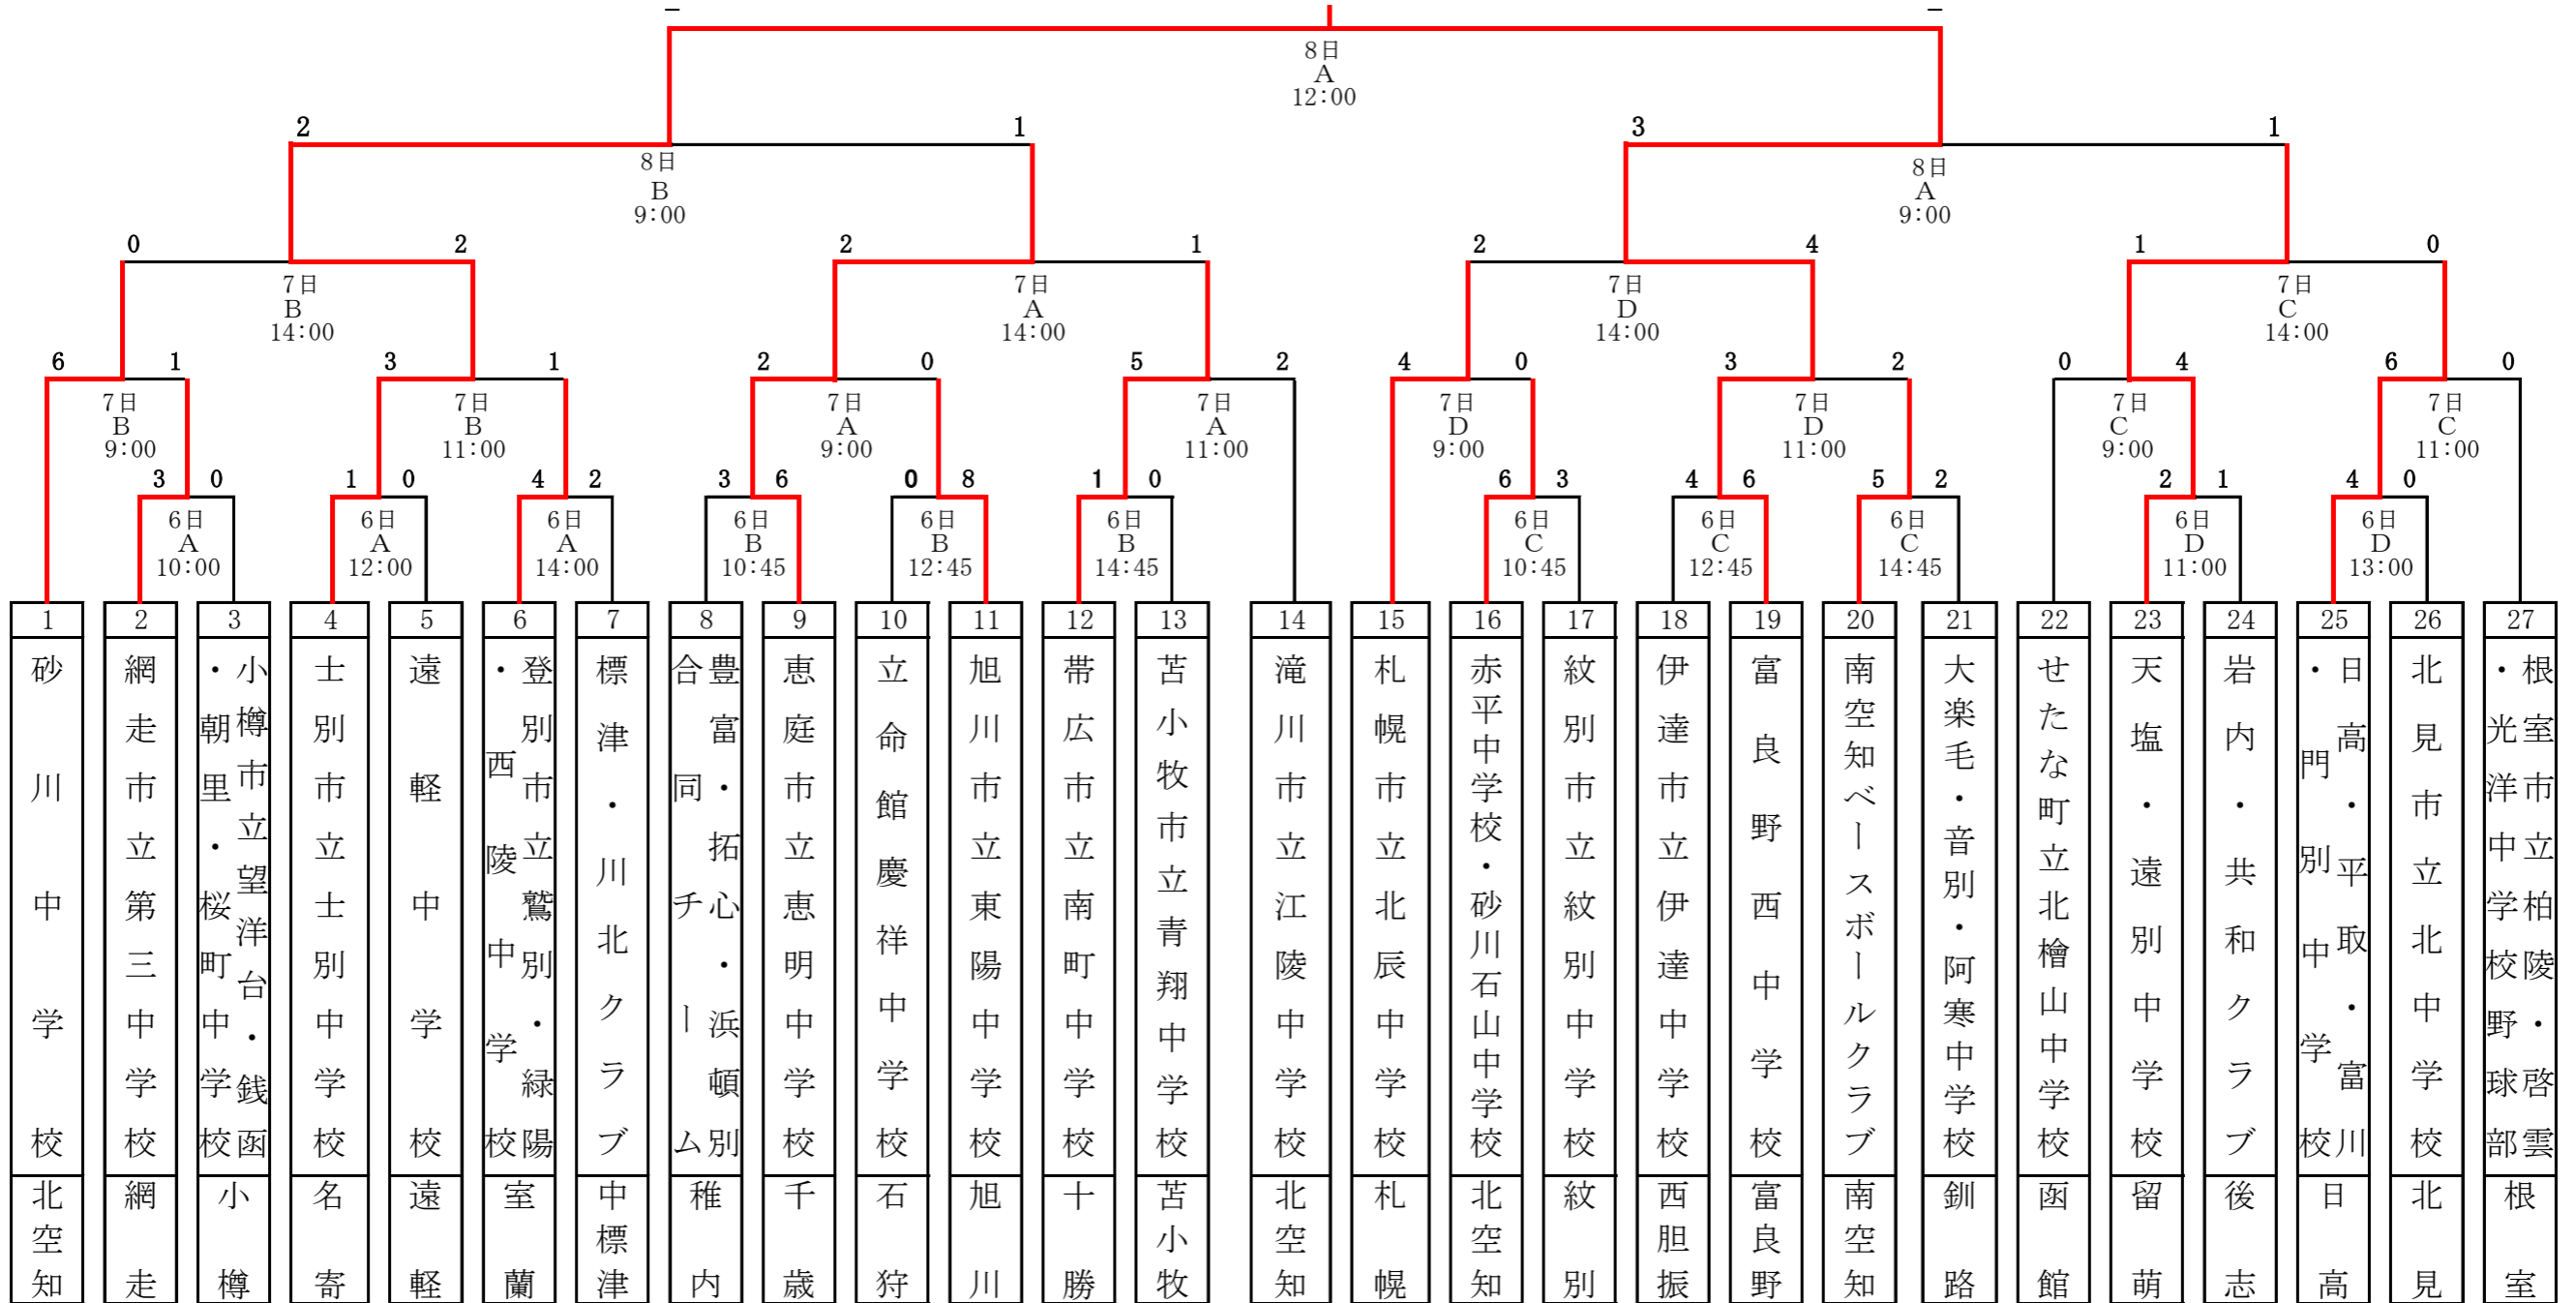 － －
8日
A
12:00
2 1 3 1
8日 8日
B A
9:00 9:00
0 2 2 1 2 4 1 0
7日 7日 7日 7日
B A D C
14:00 14:00 14:00 14:00
6 1 3 1 2 0 5 2 4 0 3 2 0 4 6 0
7日 7日 7日 7日 7日 7日 7日 7日
B B A A D D C C
9:00 11:00 9:00 11:00 9:00 11:00 9:00 11:00
3 0 1 0 4 2 3 6 0 8 1 0 6 3 4 6 5 2 2 1 4 0
6日 6日 6日 6日 6日 6日 6日 6日 6日 6日 6日
A A A B B B C C C D D
10:00 12:00 14:00 10:45 12:45 14:45 10:45 12:45 14:45 11:00 13:00
1 2 3 4 5 6 7 8 9 10 11 12 13 14 15 16 17 18 19 20 21 22 23 24 25 26 27
砂川中学校
網走市立第三中学校
小樽市立望洋台・銭函
・朝里・桜町中学校
士別市立士別中学校
遠軽中学校
登別市立鷲別・緑陽
・西陵中学校
標津・川北クラブ
豊富・拓心・浜頓別
合同チーム
恵庭市立恵明中学校
立命館慶祥中学校
旭川市立東陽中学校
帯広市立南町中学校
苫小牧市立青翔中学校
滝川市立江陵中学校
札幌市立北辰中学校
赤平中学校・砂川石山中学校
紋別市立紋別中学校
伊達市立伊達中学校
富良野西中学校
南空知ベースボールクラブ
大楽毛・音別・阿寒中学校
せたな町立北檜山中学校
天塩・遠別中学校
岩内・共和クラブ
日高・平取・富川
・門別中学校
北見市立北中学校
根室市立柏陵・啓雲
・光洋中学校野球部
北空知
網走
小樽
名寄
遠軽
室蘭
中標津
稚内
千歳
石狩
旭川
十勝
苫小牧
北空知
札幌
北空知
紋別
西胆振
富良野
南空知
釧路
函館
留萌
後志
日高
北見
根室